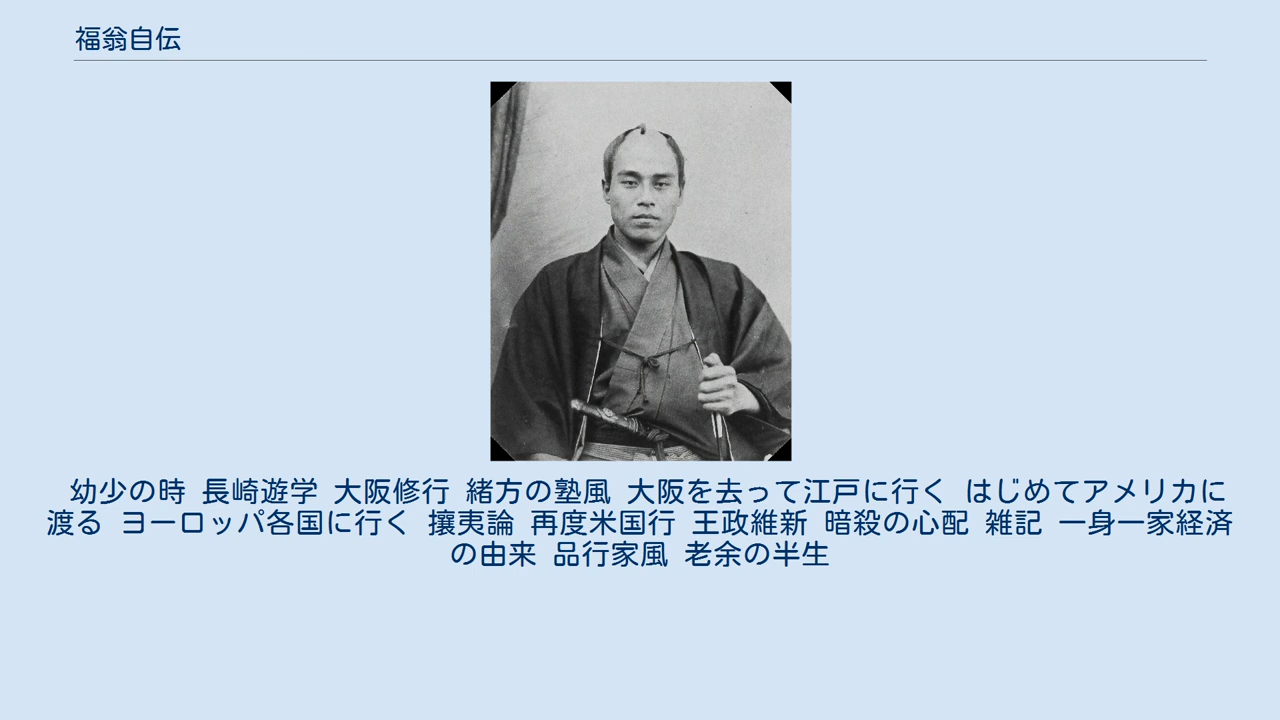 福翁自伝
幼少の時 長崎遊学 大阪修行 緒方の塾風 大阪を去って江戸に行く はじめてアメリカに
渡る ヨーロッパ各国に行く 攘夷論 再度米国行 王政維新 暗殺の心配 雑記 一身一家経済
の由来 品行家風 老余の半生